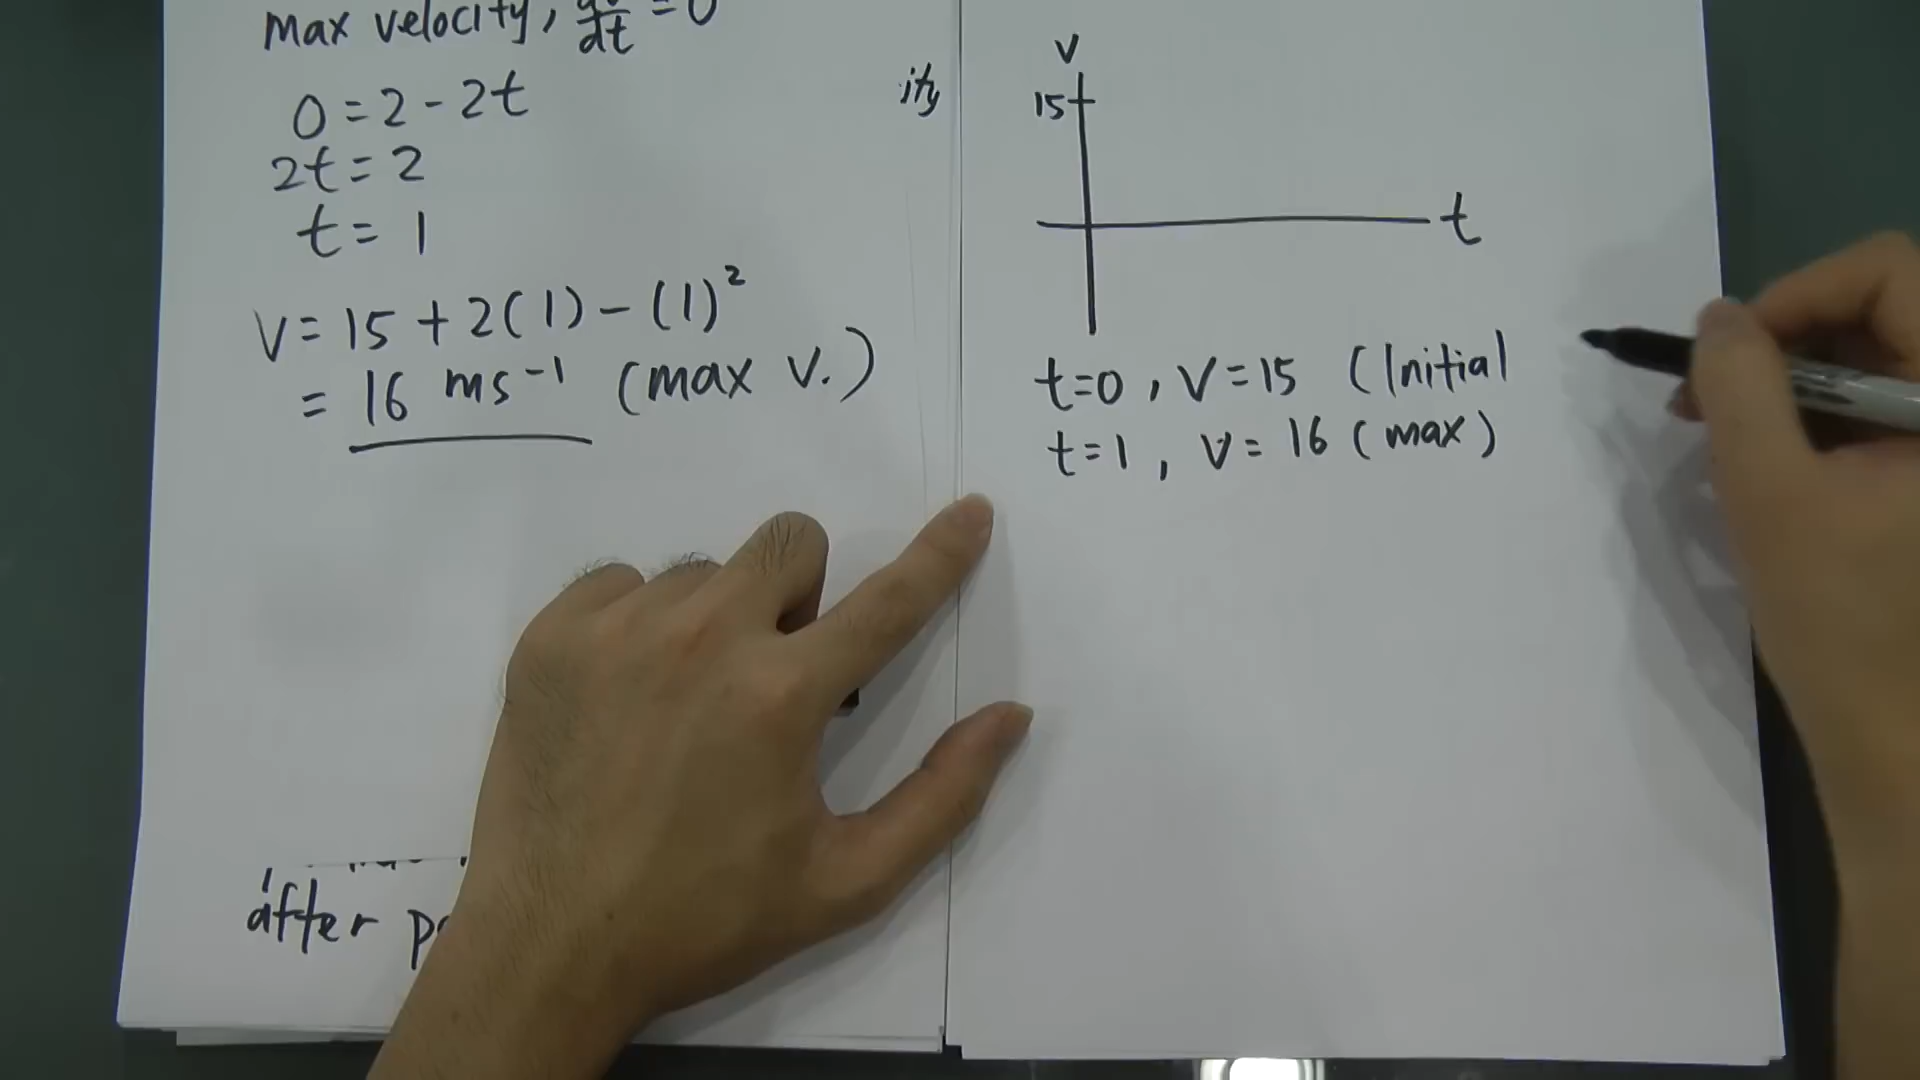 max velocity, dv/dt = 0
0 = 2 - 2t
2t = 2
t = 1
V = 15 + 2(1) - (1)²
= 16 ms⁻¹ (max v.)
after
ity
V
15
t
t=0, V=15 (Initial
t=1, V= 16 (max)